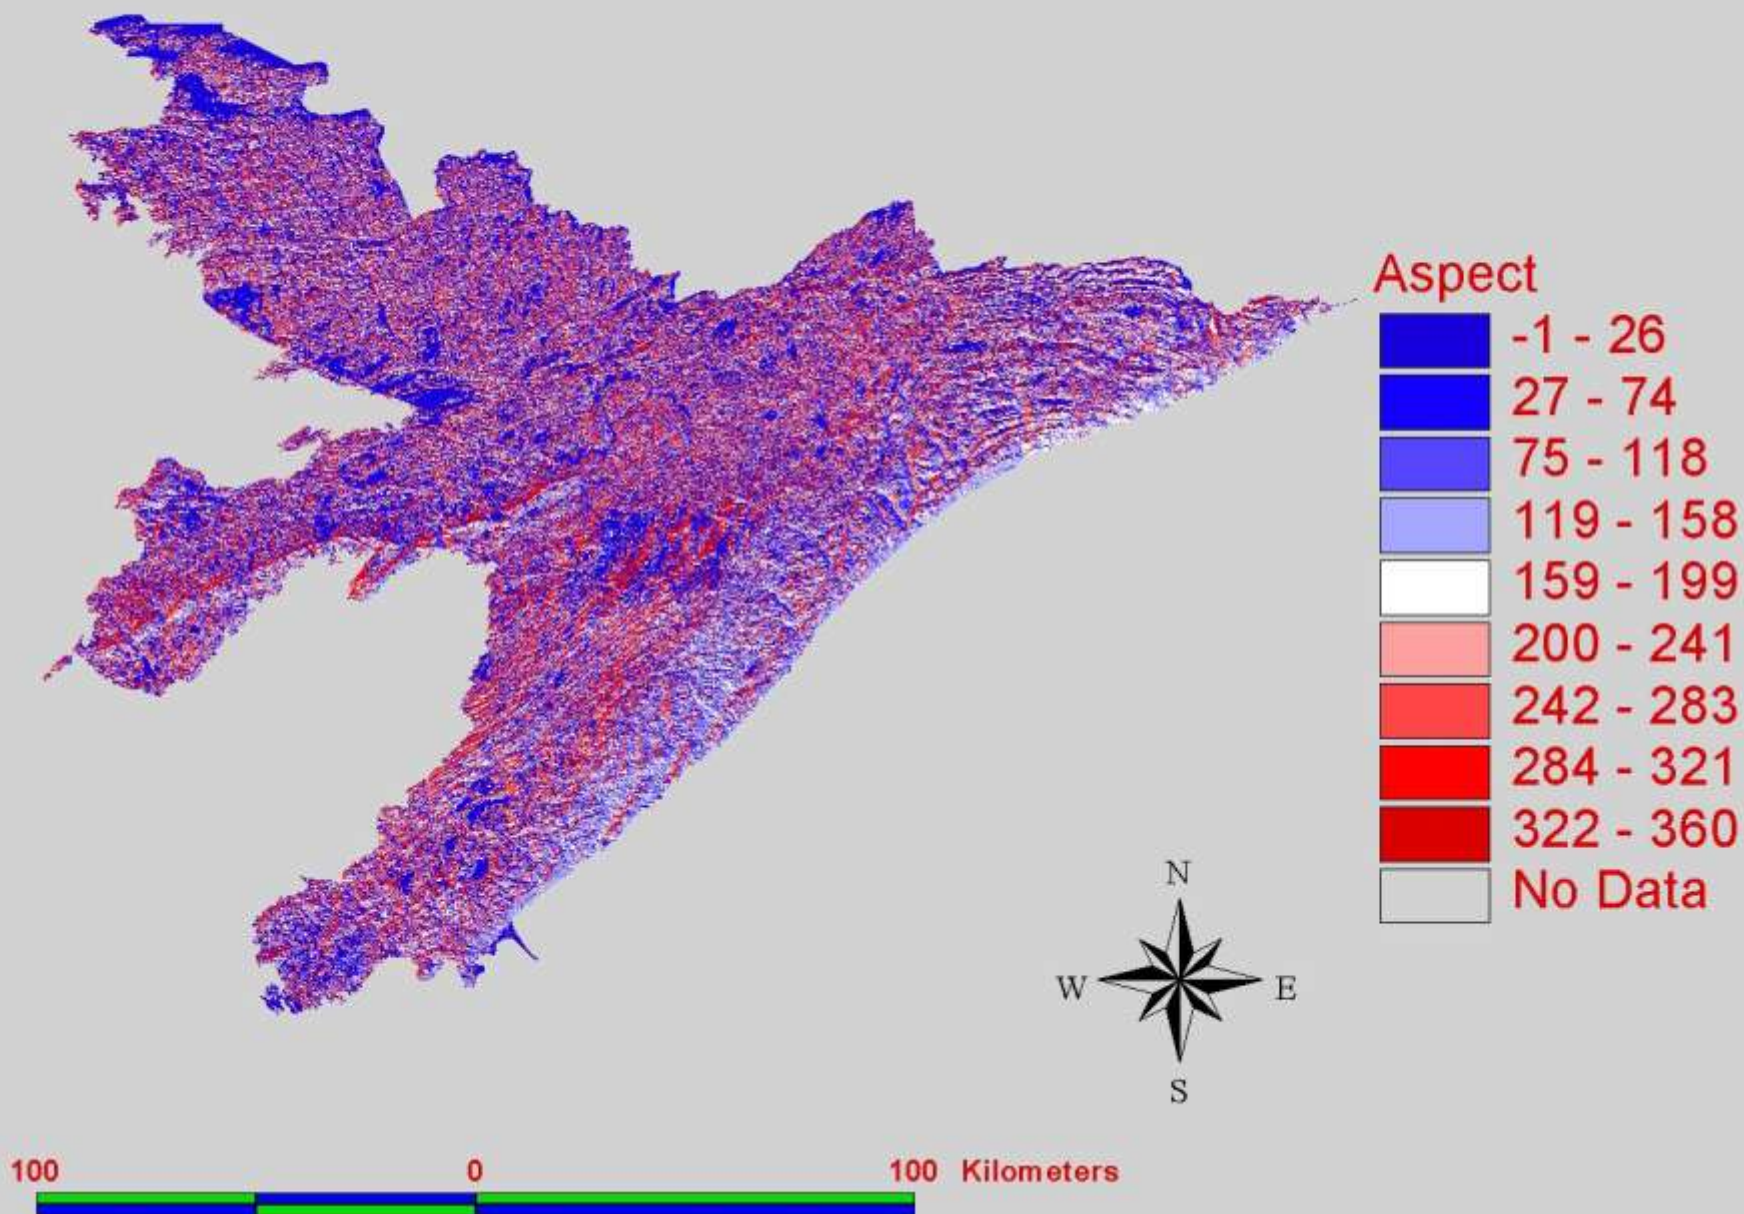 Aspect
-1 - 26
27 - 74
75 - 118
119 - 158
159 - 199
200 - 241
242 - 283
284 - 321
322 - 360
No Data
N
W E
S
100 0 100 Kilometers